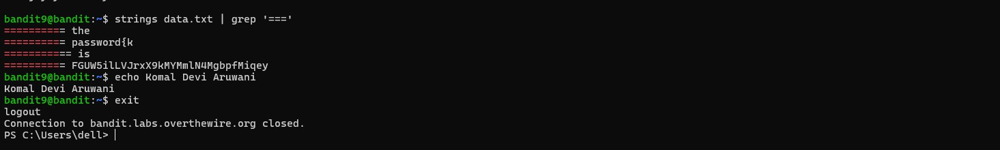 bandit9@bandit:~$ strings data.txt | grep '==='
========== the
========== password{k
=========== is
========== FGUW5ilLVJrxX9kMYMmlN4MgbpfMiqey
bandit9@bandit:~$ echo Komal Devi Aruwani
Komal Devi Aruwani
bandit9@bandit:~$ exit
logout
Connection to bandit.labs.overthewire.org closed.
PS C:\Users\dell>